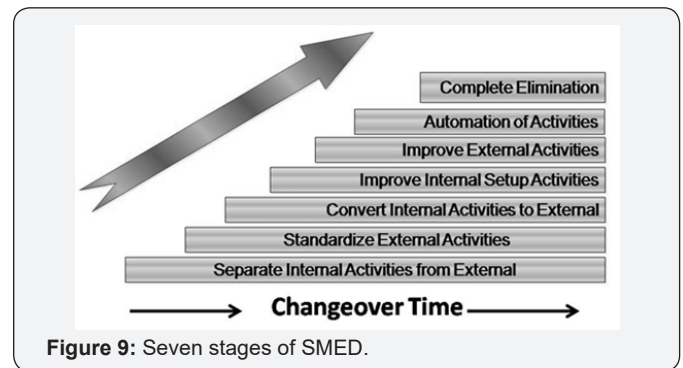 Complete Elimination
Automation of Activities
Improve External Activities
Improve Internal Setup Activities
Convert Internal Activities to External
Standardize External Activities
Separate Internal Activities from External
Changeover Time
Figure 9: Seven stages of SMED.